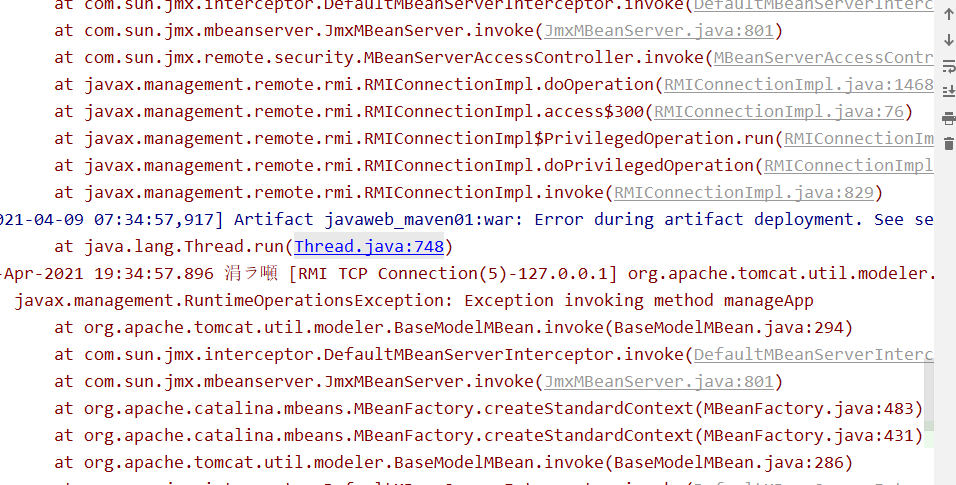 at com.sun.jmx.interceptor.DefaultMBeanServerInterceptor.invoke(DefaultMBeanServerInterc
at com.sun.jmx.mbeanserver.JmxMBeanServer.invoke(JmxMBeanServer.java:801)
at com.sun.jmx.remote.security.MBeanServerAccessController.invoke(MBeanServerAccessContr
at javax.management.remote.rmi.RMIConnectionImpl.doOperation(RMIConnectionImpl.java:1468
at javax.management.remote.rmi.RMIConnectionImpl.access$300(RMIConnectionImpl.java:76)
at javax.management.remote.rmi.RMIConnectionImpl$PrivilegedOperation.run(RMIConnectionIm
at javax.management.remote.rmi.RMIConnectionImpl.doPrivilegedOperation(RMIConnectionImpl
at javax.management.remote.rmi.RMIConnectionImpl.invoke(RMIConnectionImpl.java:829)
021-04-09 07:34:57,917] Artifact javaweb_maven01:war: Error during artifact deployment. See se
at java.lang.Thread.run(Thread.java:748)
-Apr-2021 19:34:57.896 涓ラ噸 [RMI TCP Connection(5)-127.0.0.1] org.apache.tomcat.util.modeler.
javax.management.RuntimeOperationsException: Exception invoking method manageApp
at org.apache.tomcat.util.modeler.BaseModelMBean.invoke(BaseModelMBean.java:294)
at com.sun.jmx.interceptor.DefaultMBeanServerInterceptor.invoke(DefaultMBeanServerInterc
at com.sun.jmx.mbeanserver.JmxMBeanServer.invoke(JmxMBeanServer.java:801)
at org.apache.catalina.mbeans.MBeanFactory.createStandardContext(MBeanFactory.java:483)
at org.apache.catalina.mbeans.MBeanFactory.createStandardContext(MBeanFactory.java:431)
at org.apache.tomcat.util.modeler.BaseModelMBean.invoke(BaseModelMBean.java:286)